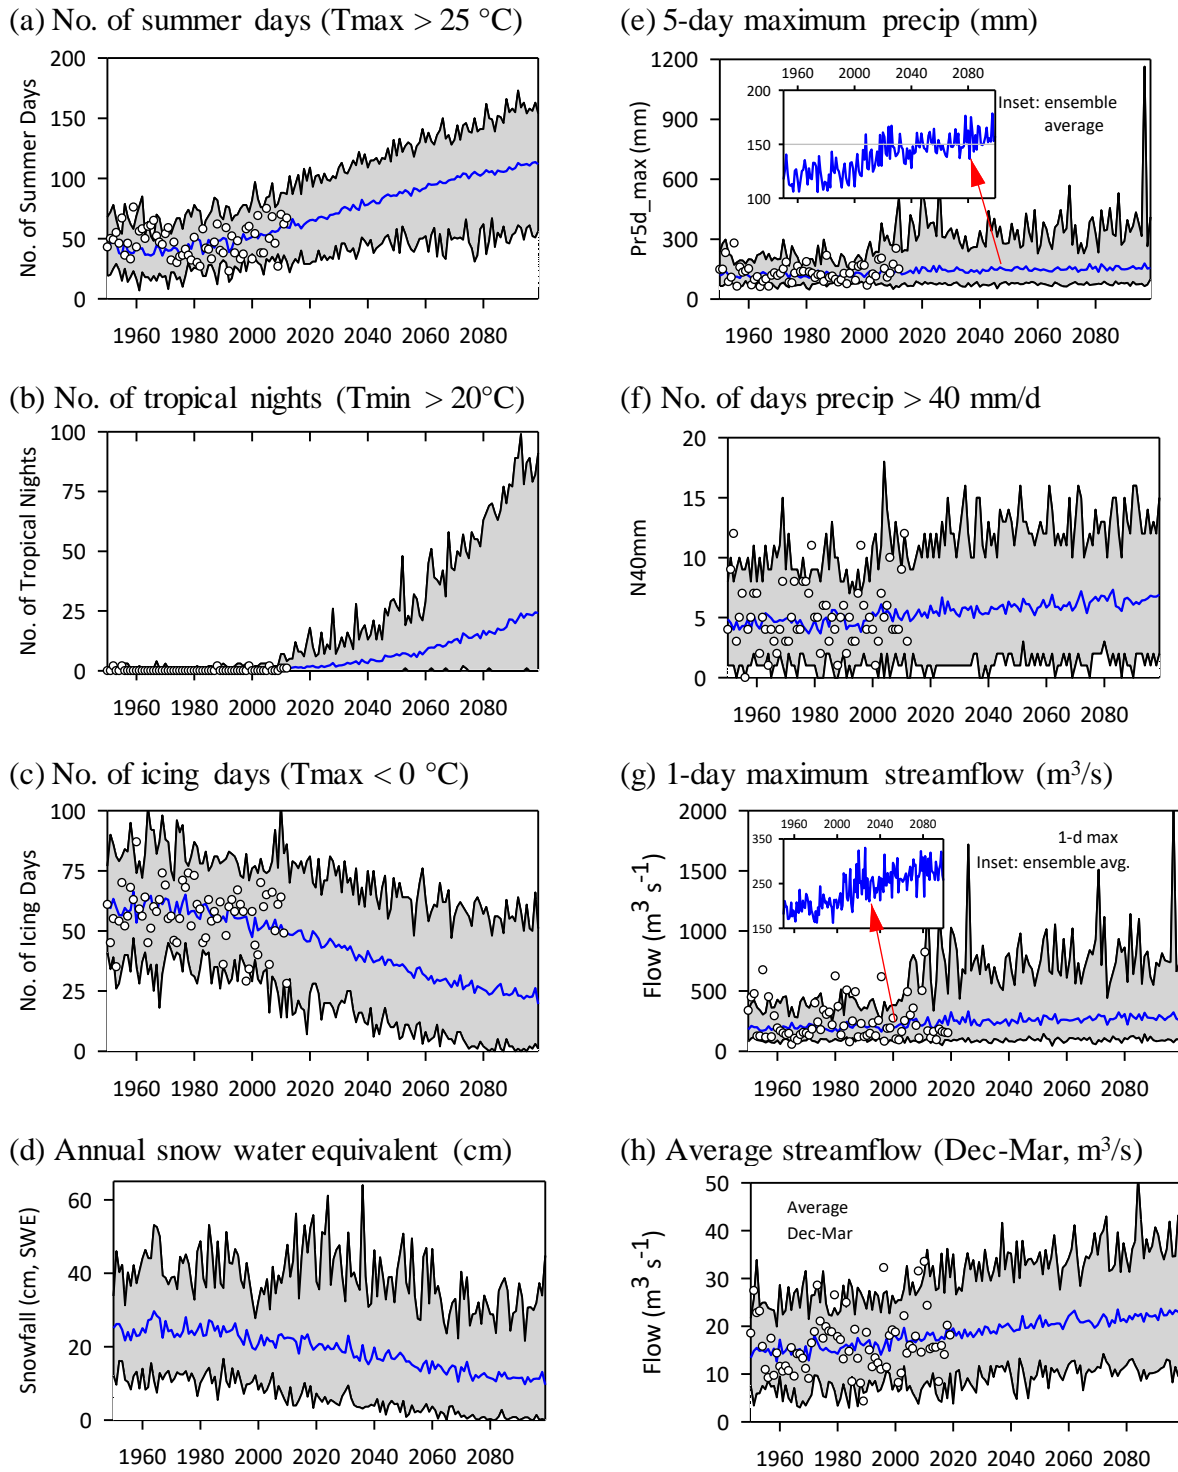 (a) No. of summer days (Tmax > 25 °C)
No. of Summer Days
200
150
100
50
0
1960 1980 2000 2020 2040 2060 2080
(b) No. of tropical nights (Tmin > 20°C)
No. of Tropical Nights
100
75
50
25
0
1960 1980 2000 2020 2040 2060 2080
(c) No. of icing days (Tmax < 0 °C)
No. of Icing Days
100
75
50
25
0
1960 1980 2000 2020 2040 2060 2080
(d) Annual snow water equivalent (cm)
Snowfall (cm, SWE)
60
40
20
0
1960 1980 2000 2020 2040 2060 2080
(e) 5-day maximum precip (mm)
Pr5d_max (mm)
1200
900
600
300
0
1960 2000 2040 2080
200
150
100
Inset: ensemble
average
1960 1980 2000 2020 2040 2060 2080
(f) No. of days precip > 40 mm/d
N40mm
20
15
10
5
0
1960 1980 2000 2020 2040 2060 2080
(g) 1-day maximum streamflow (m³/s)
Flow (m³ s⁻¹)
2000
1500
1000
500
0
1960 2000 2040 2080
350
250
150
1-d max
Inset: ensemble avg.
1960 1980 2000 2020 2040 2060 2080
(h) Average streamflow (Dec-Mar, m³/s)
Flow (m³ s⁻¹)
50
40
30
20
10
0
Average
Dec-Mar
1960 1980 2000 2020 2040 2060 2080